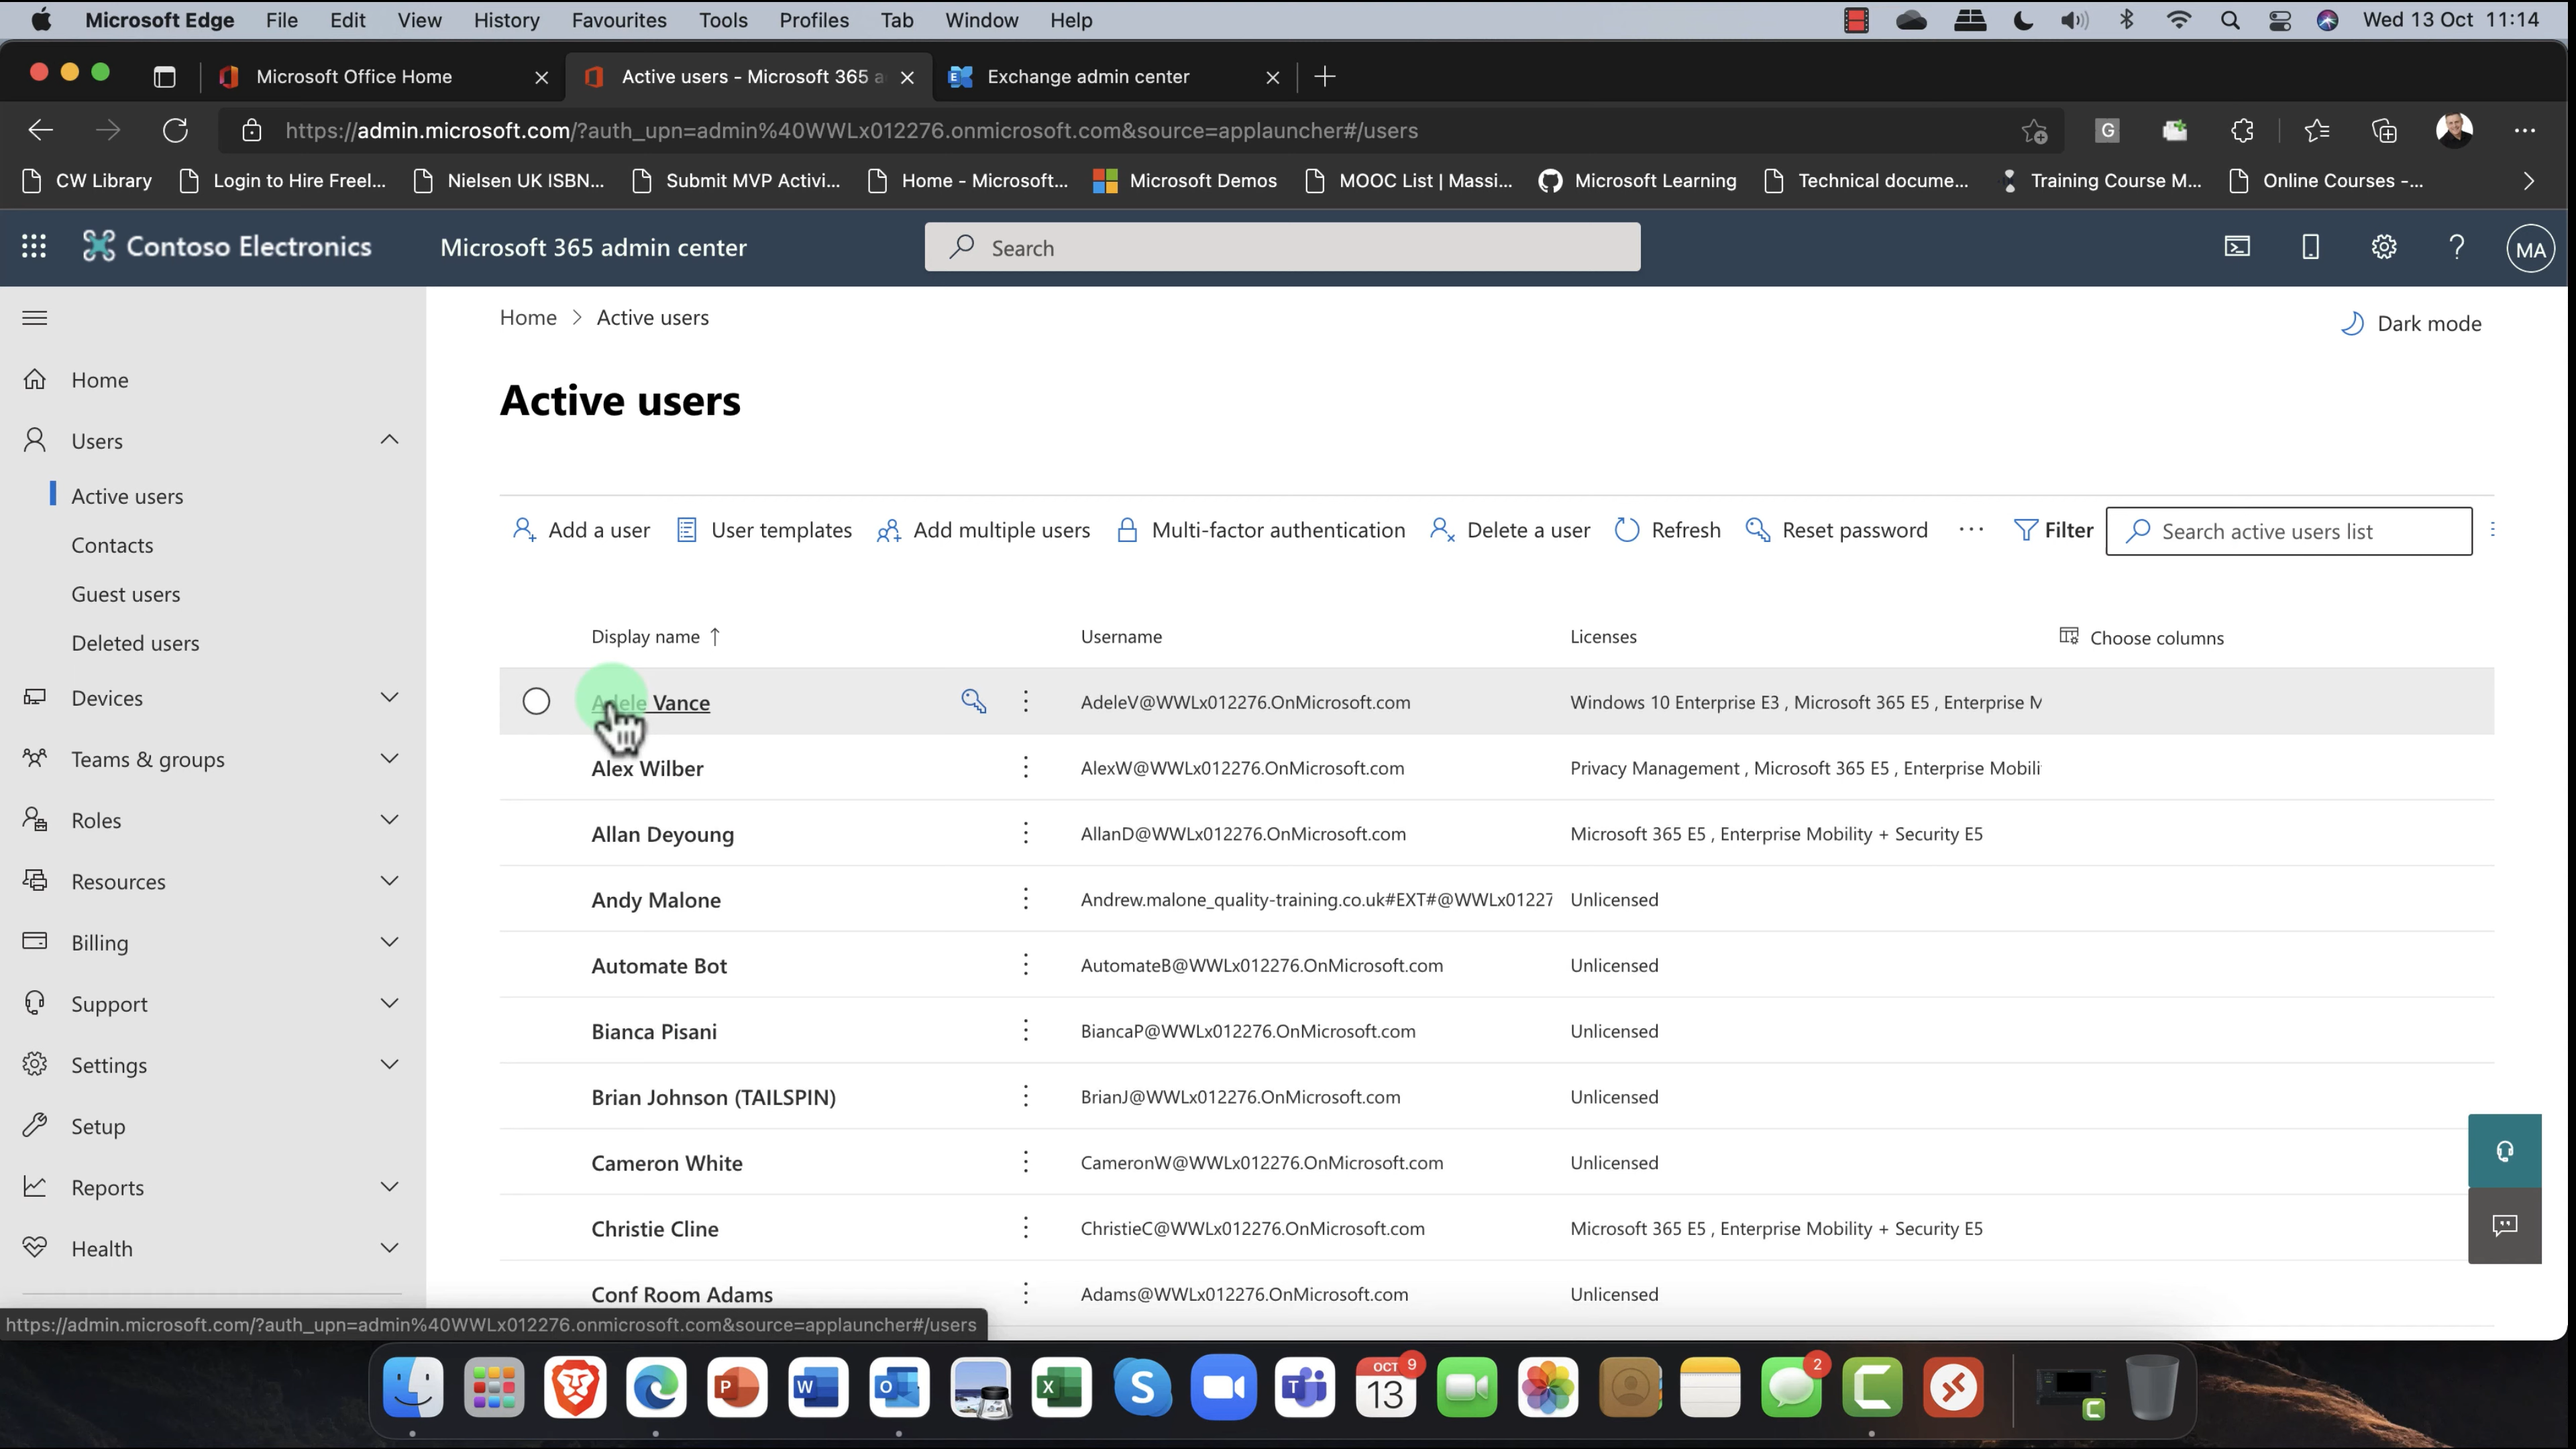 Microsoft Edge File Edit View History Favourites Tools Profiles Tab Window Help Wed 13 Oct 11:14
Microsoft Office Home Active users - Microsoft 365 a Exchange admin center
https://admin.microsoft.com/?auth_upn=admin%40WWLx012276.onmicrosoft.com&source=applauncher#/users G
CW Library Login to Hire Freel... Nielsen UK ISBN... Submit MVP Activi... Home - Microsoft... Microsoft Demos MOOC List | Massi... Microsoft Learning Technical docume... Training Course M... Online Courses -...
Contoso Electronics Microsoft 365 admin center Search MA
Home > Active users Dark mode
Active users
Home
Users
Active users
Contacts
Guest users
Deleted users
Devices
Teams & groups
Roles
Resources
Billing
Support
Settings
Setup
Reports
Health
Add a user User templates Add multiple users Multi-factor authentication Delete a user Refresh Reset password ... Filter Search active users list
Display name ↑ Username Licenses Choose columns
Adele Vance AdeleV@WWLx012276.OnMicrosoft.com Windows 10 Enterprise E3 , Microsoft 365 E5 , Enterprise M
Alex Wilber AlexW@WWLx012276.OnMicrosoft.com Privacy Management , Microsoft 365 E5 , Enterprise Mobili
Allan Deyoung AllanD@WWLx012276.OnMicrosoft.com Microsoft 365 E5 , Enterprise Mobility + Security E5
Andy Malone Andrew.malone_quality-training.co.uk#EXT#@WWLx01227 Unlicensed
Automate Bot AutomateB@WWLx012276.OnMicrosoft.com Unlicensed
Bianca Pisani BiancaP@WWLx012276.OnMicrosoft.com Unlicensed
Brian Johnson (TAILSPIN) BrianJ@WWLx012276.OnMicrosoft.com Unlicensed
Cameron White CameronW@WWLx012276.OnMicrosoft.com Unlicensed
Christie Cline ChristieC@WWLx012276.OnMicrosoft.com Microsoft 365 E5 , Enterprise Mobility + Security E5
Conf Room Adams Adams@WWLx012276.OnMicrosoft.com Unlicensed
https://admin.microsoft.com/?auth_upn=admin%40WWLx012276.onmicrosoft.com&source=applauncher#/users
P W O X S T OCT 13 9 2 C